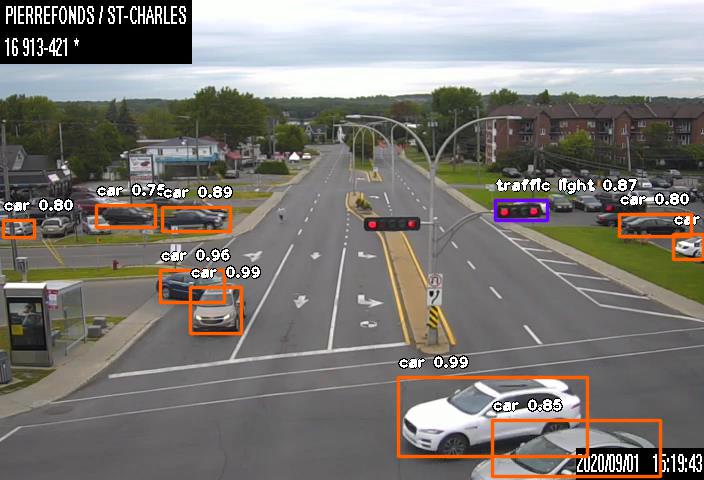 PIERREFONDS / ST-CHARLES
16 913-421 *
traffic light 0.87
car 0.75
car 0.89
car 0.80
car 0.80
car
car 0.96
car 0.99
car 0.99
car 0.85
2020/09/01 15:19:43